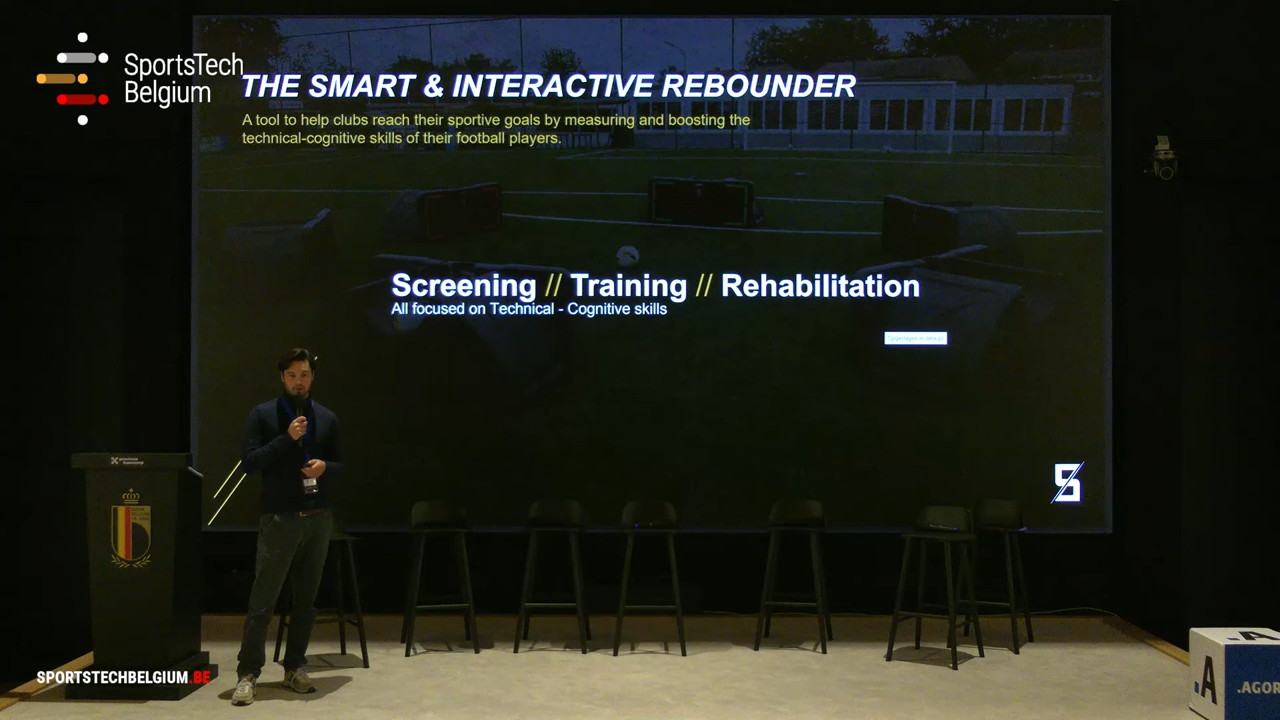 SportsTech
Belgium
THE SMART & INTERACTIVE REBOUNDER
A tool to help clubs reach their sportive goals by measuring and boosting the
technical-cognitive skills of their football players.
Screening // Training // Rehabilitation
All focused on Technical - Cognitive skills
S
SPORTSTECHBELGIUM.BE
.A
.A
.AGOR